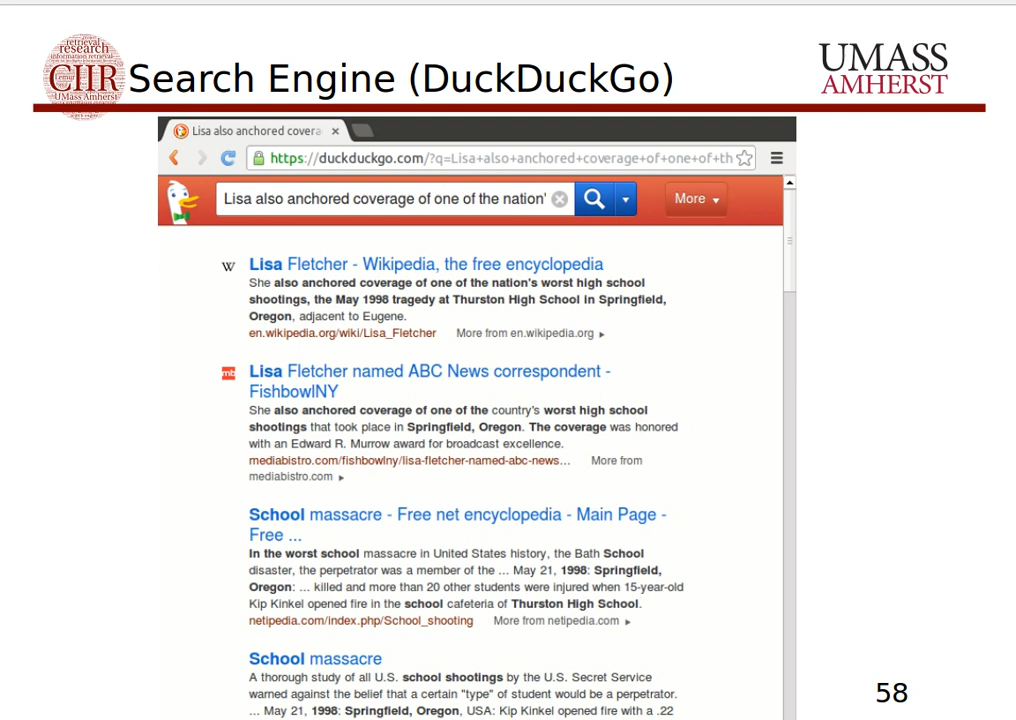 retrieval
research
information retrieval
CIIR
UMass Amherst
Search Engine (DuckDuckGo)
UMASS
AMHERST
Lisa also anchored covera
https://duckduckgo.com/?q=Lisa+also+anchored+coverage+of+one+of+th
Lisa also anchored coverage of one of the nation'
More
W
Lisa Fletcher - Wikipedia, the free encyclopedia
She also anchored coverage of one of the nation's worst high school
shootings, the May 1998 tragedy at Thurston High School in Springfield,
Oregon, adjacent to Eugene.
en.wikipedia.org/wiki/Lisa_Fletcher More from en.wikipedia.org
mb
Lisa Fletcher named ABC News correspondent -
FishbowlNY
She also anchored coverage of one of the country's worst high school
shootings that took place in Springfield, Oregon. The coverage was honored
with an Edward R. Murrow award for broadcast excellence.
mediabistro.com/fishbowlny/lisa-fletcher-named-abc-news... More from
mediabistro.com
School massacre - Free net encyclopedia - Main Page -
Free ...
In the worst school massacre in United States history, the Bath School
disaster, the perpetrator was a member of the ... May 21, 1998: Springfield,
Oregon: ... killed and more than 20 other students were injured when 15-year-old
Kip Kinkel opened fire in the school cafeteria of Thurston High School.
netipedia.com/index.php/School_shooting More from netipedia.com
School massacre
A thorough study of all U.S. school shootings by the U.S. Secret Service
warned against the belief that a certain "type" of student would be a perpetrator.
... May 21, 1998: Springfield, Oregon, USA: Kip Kinkel opened fire with a .22
58